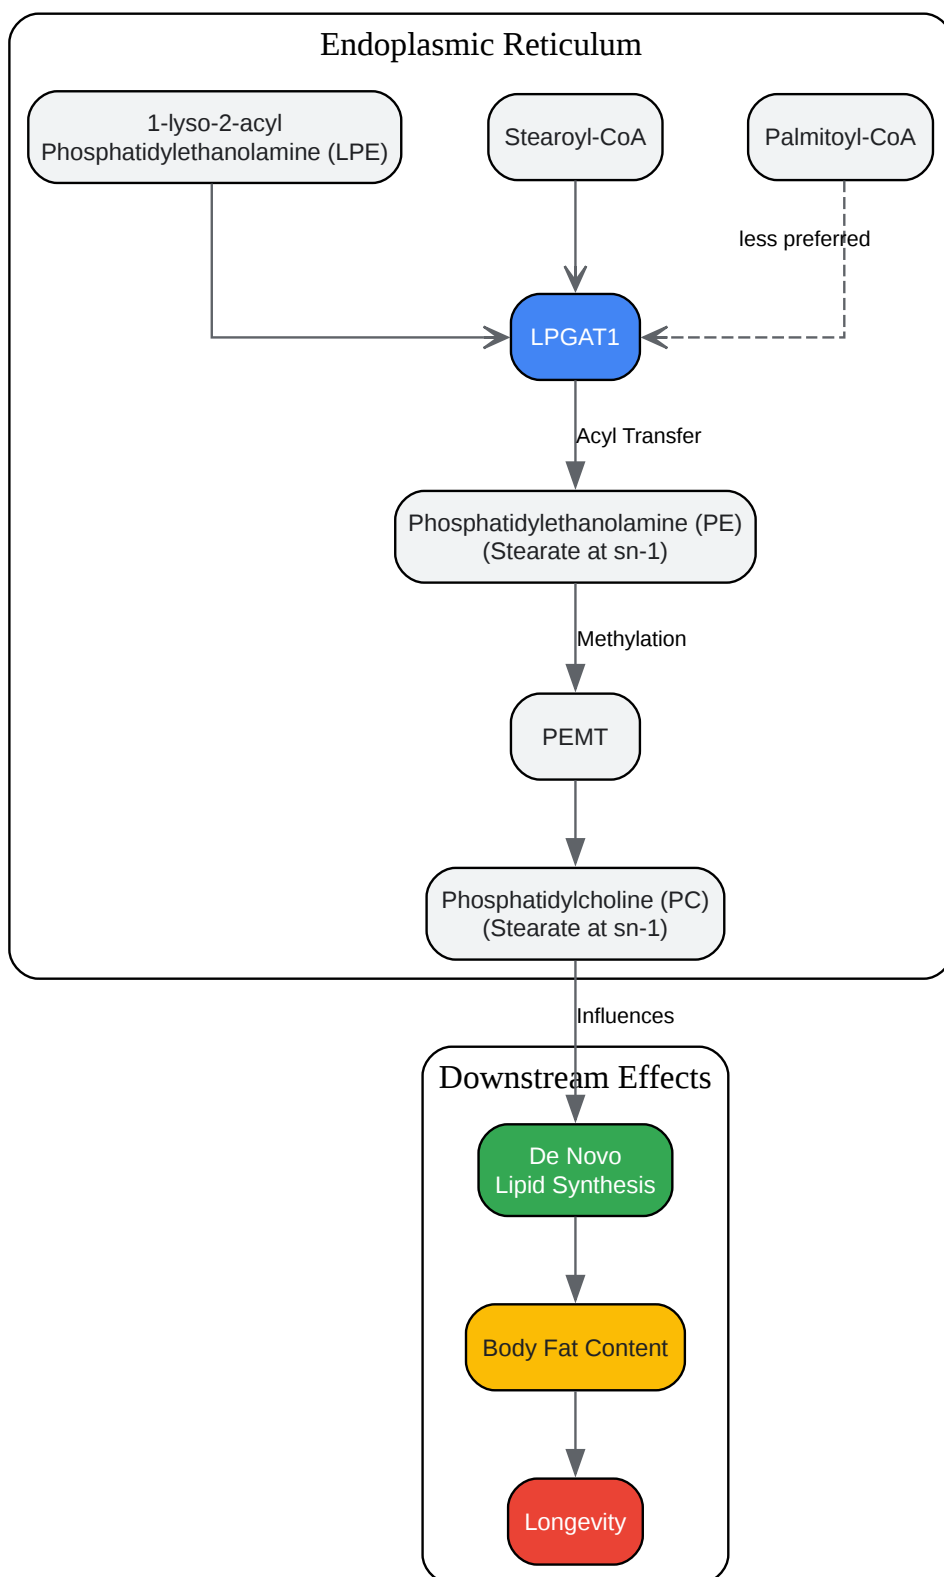 Endoplasmic Reticulum
1-lyso-2-acyl
Phosphatidylethanolamine (LPE)
Stearoyl-CoA
Palmitoyl-CoA
less preferred
LPGAT1
Acyl Transfer
Phosphatidylethanolamine (PE)
(Stearate at sn-1)
Methylation
PEMT
Phosphatidylcholine (PC)
(Stearate at sn-1)
Influences
Downstream Effects
De Novo
Lipid Synthesis
Body Fat Content
Longevity